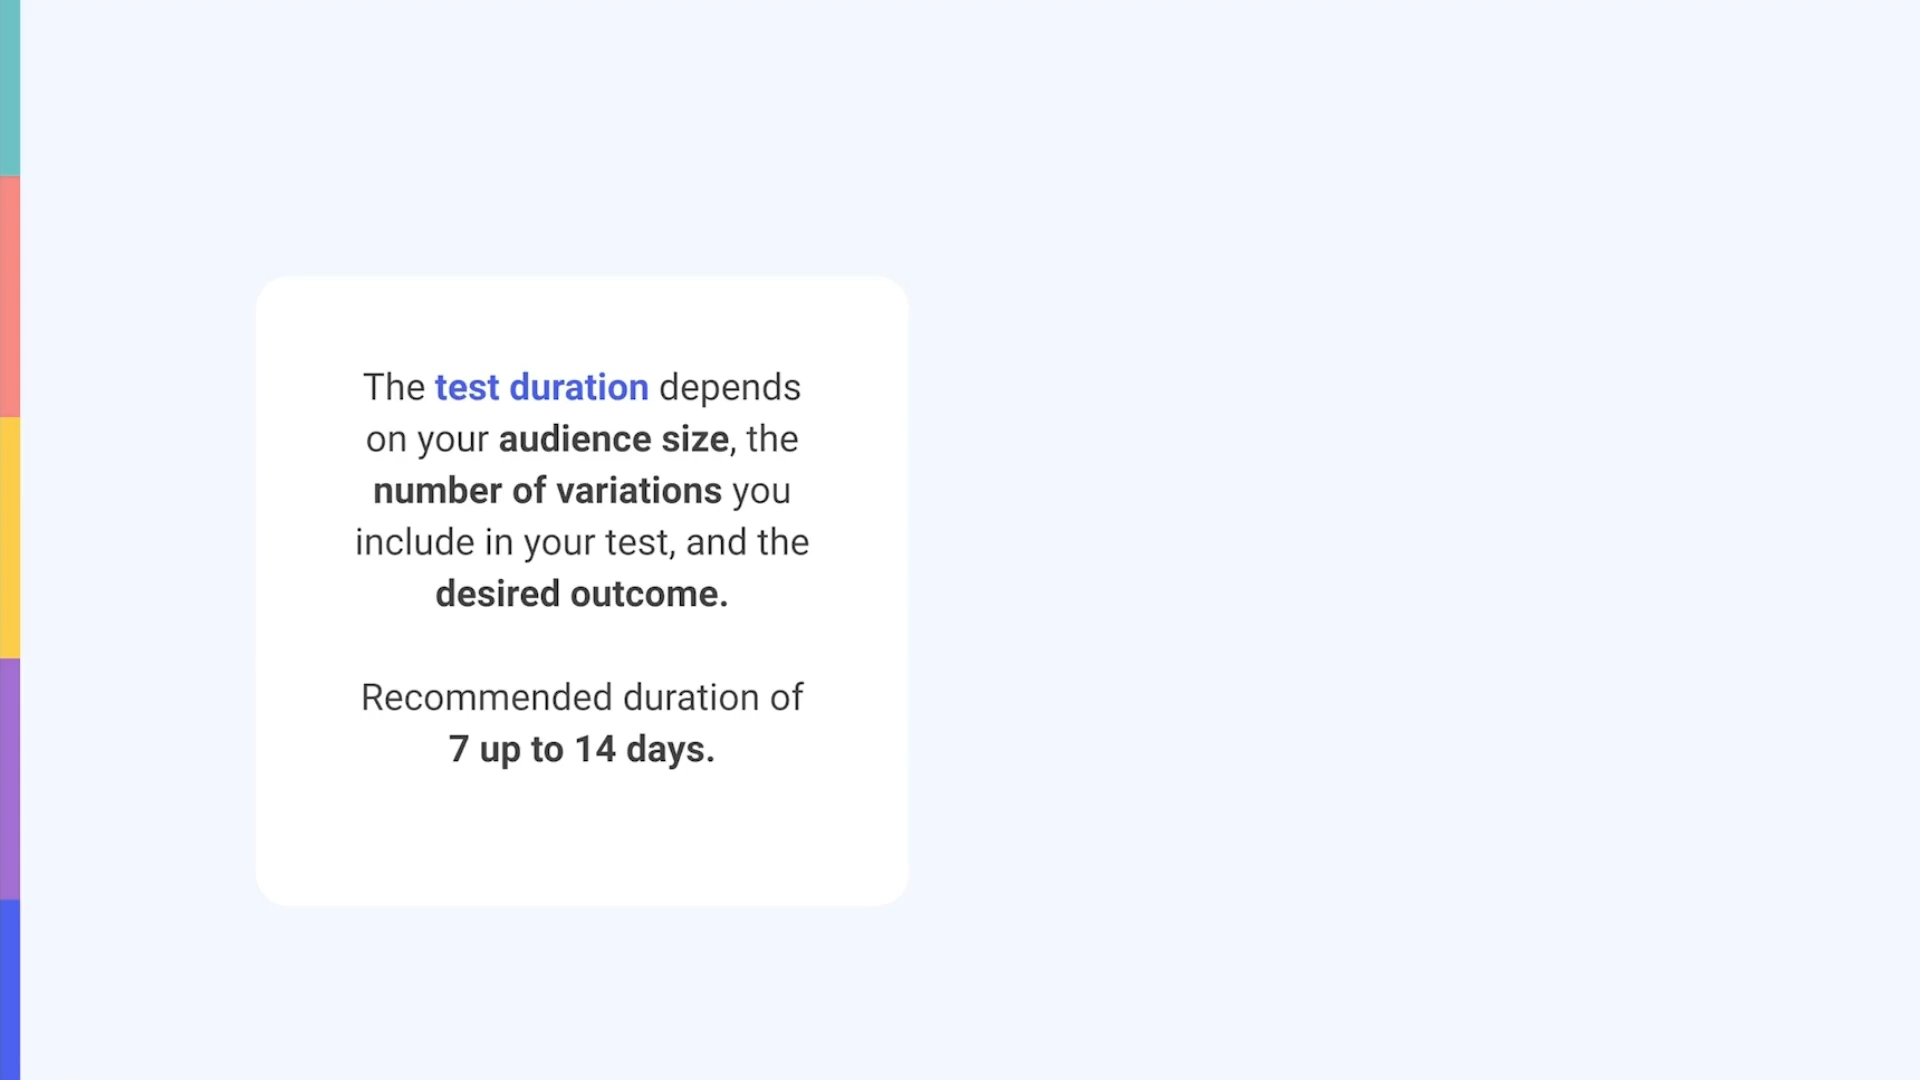 The test duration depends
on your audience size, the
number of variations you
include in your test, and the
desired outcome.
Recommended duration of
7 up to 14 days.